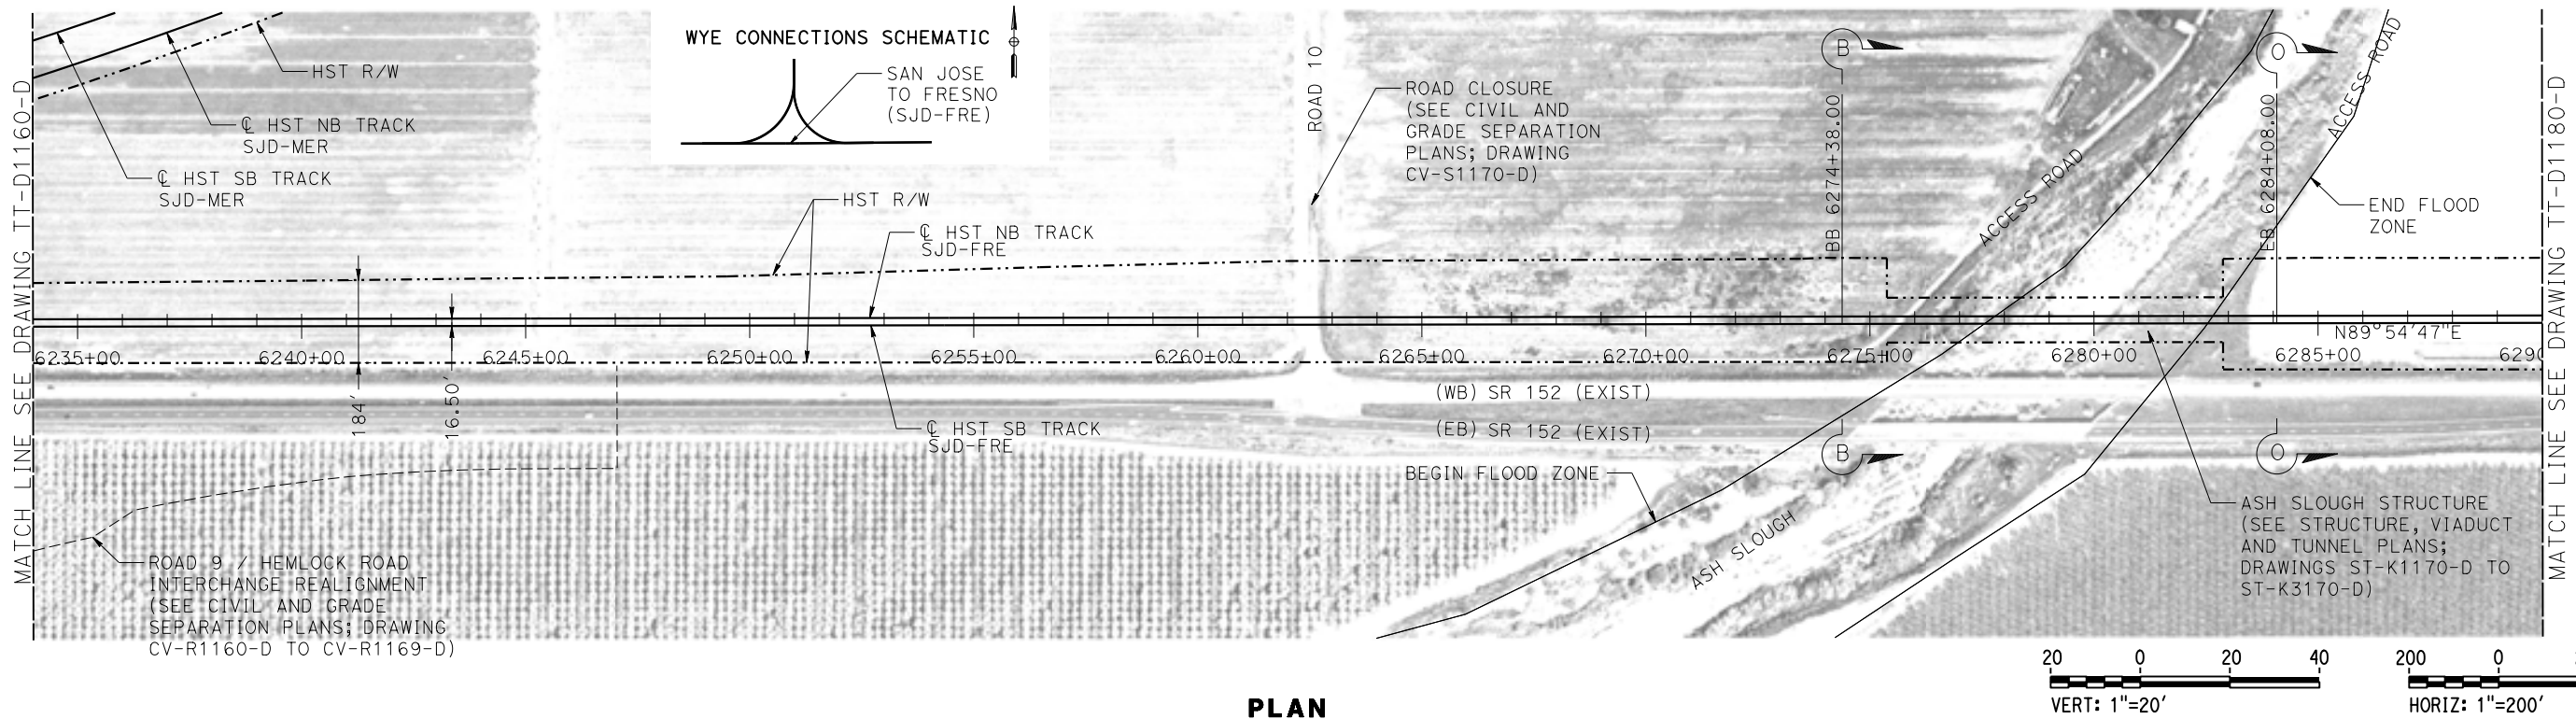 MATCH LINE SEE DRAWING TT-D1160-D
HST R/W
℄ HST NB TRACK
SJD-MER
℄ HST SB TRACK
SJD-MER
WYE CONNECTIONS SCHEMATIC
SAN JOSE
TO FRESNO
(SJD-FRE)
HST R/W
℄ HST NB TRACK
SJD-FRE
ROAD 10
ROAD CLOSURE
(SEE CIVIL AND
GRADE SEPARATION
PLANS; DRAWING
CV-S1170-D)
B
BB 6274+38.00
ACCESS ROAD
O
EB 6284+08.00
ACCESS ROAD
END FLOOD
ZONE
MATCH LINE SEE DRAWING TT-D1180-D
N89°54'47"E
6235+00
6240+00
6245+00
6250+00
6255+00
6260+00
6265+00
6270+00
6275+00
6280+00
6285+00
6290
184'
16.50'
℄ HST SB TRACK
SJD-FRE
(WB) SR 152 (EXIST)
(EB) SR 152 (EXIST)
B
O
BEGIN FLOOD ZONE
ASH SLOUGH
ASH SLOUGH STRUCTURE
(SEE STRUCTURE, VIADUCT
AND TUNNEL PLANS;
DRAWINGS ST-K1170-D TO
ST-K3170-D)
ROAD 9 / HEMLOCK ROAD
INTERCHANGE REALIGNMENT
(SEE CIVIL AND GRADE
SEPARATION PLANS; DRAWING
CV-R1160-D TO CV-R1169-D)
20 0 20 40
VERT: 1"=20'
200 0
HORIZ: 1"=200'
PLAN